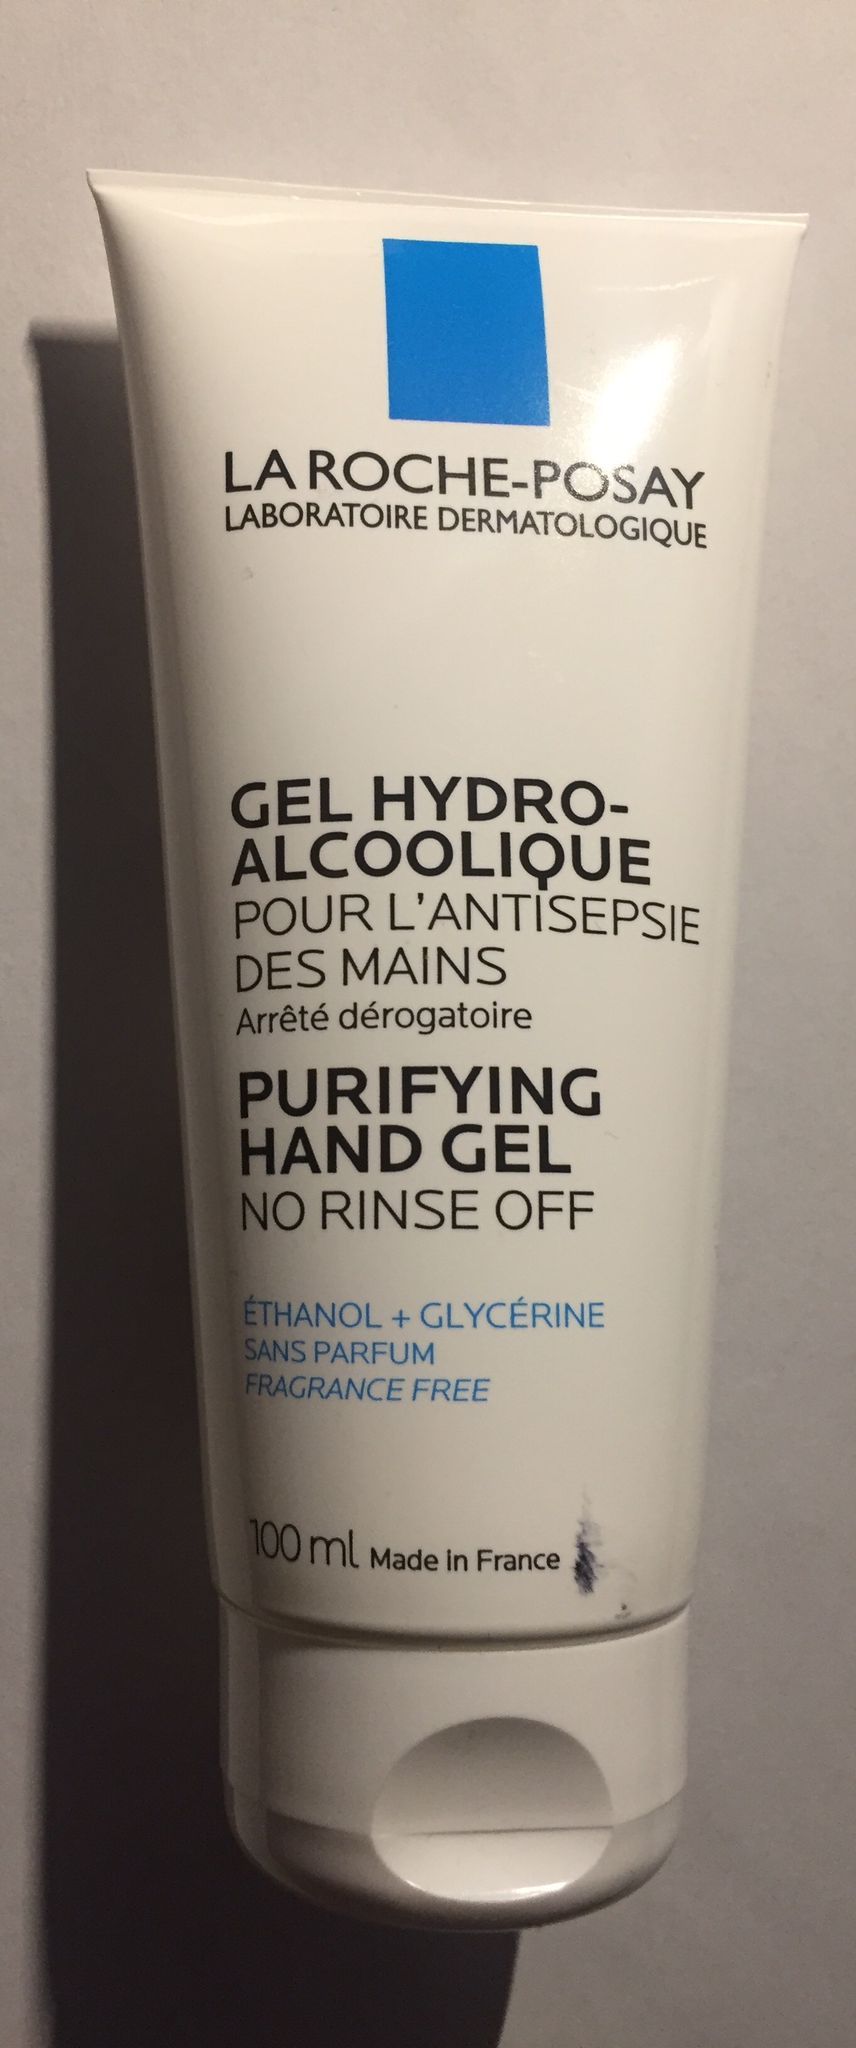 LA ROCHE-POSAY
LABORATOIRE DERMATOLOGIQUE
GEL HYDRO-
ALCOOLIQUE
POUR L'ANTISEPSIE
DES MAINS
Arrêté dérogatoire
PURIFYING
HAND GEL
NO RINSE OFF
ÉTHANOL + GLYCÉRINE
SANS PARFUM
FRAGRANCE FREE
100 ml Made in France